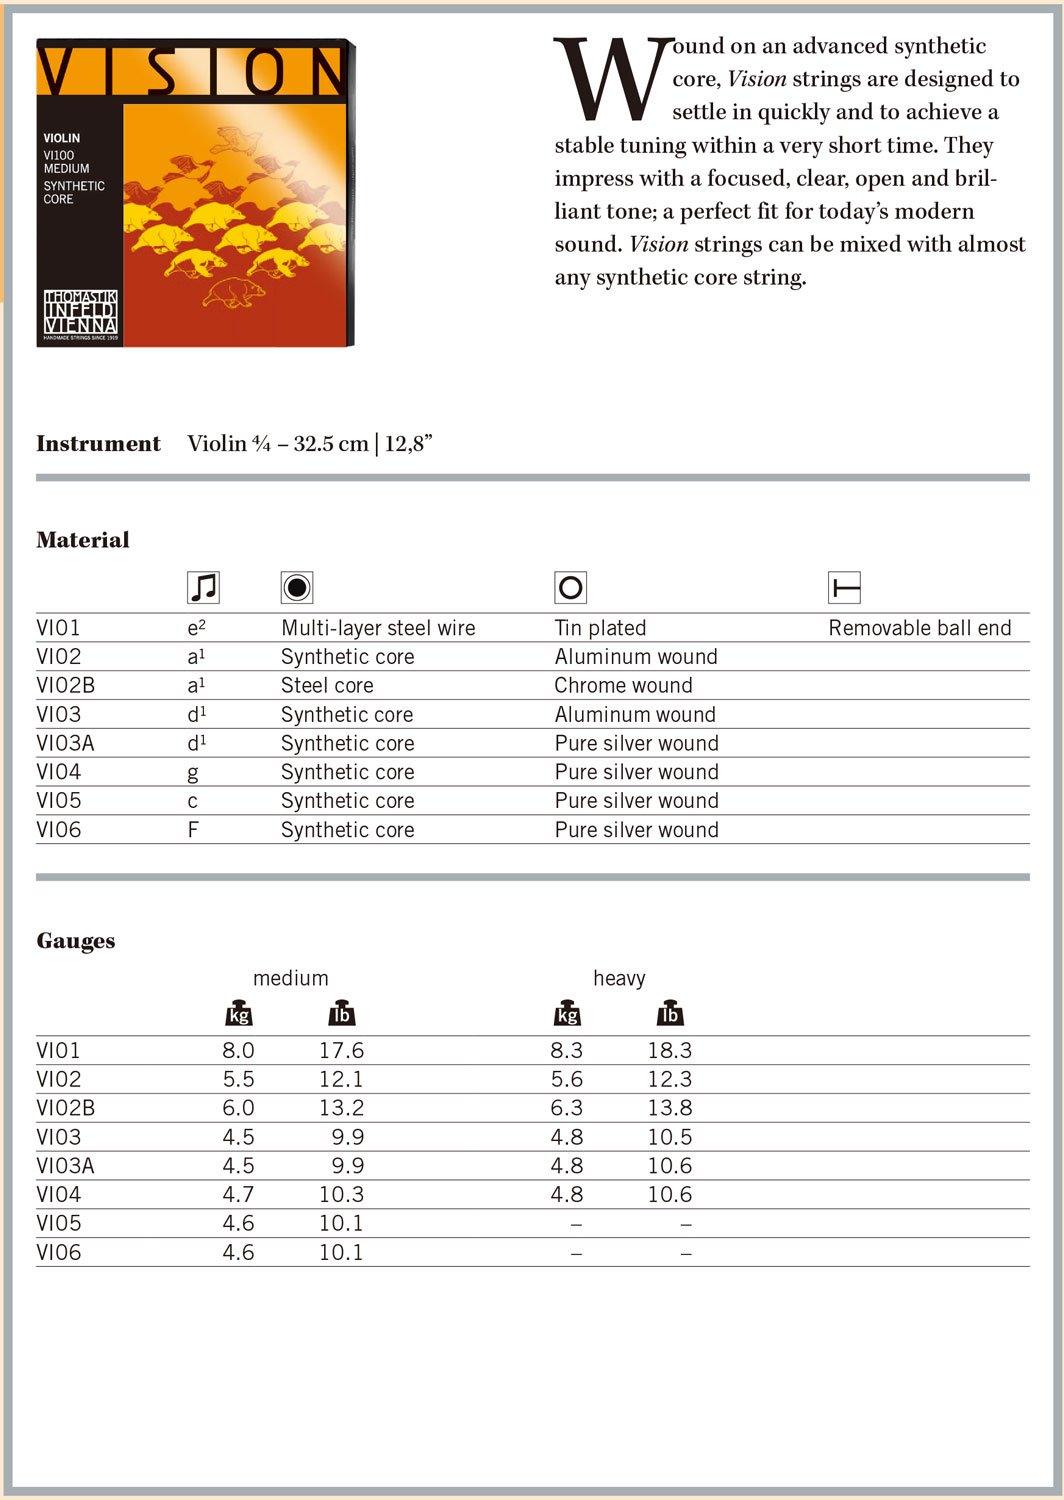 VISION
VIOLIN
VI100
MEDIUM
SYNTHETIC
CORE
THOMASTIK
INFELD
VIENNA
HANDMADE STRINGS SINCE 1919
Wound on an advanced synthetic
core, Vision strings are designed to
settle in quickly and to achieve a
stable tuning within a very short time. They
impress with a focused, clear, open and bril-
liant tone; a perfect fit for today’s modern
sound. Vision strings can be mixed with almost
any synthetic core string.
Instrument Violin 4/4 – 32.5 cm | 12,8”
Material
VI01 e² Multi-layer steel wire Tin plated Removable ball end
VI02 a¹ Synthetic core Aluminum wound
VI02B a¹ Steel core Chrome wound
VI03 d¹ Synthetic core Aluminum wound
VI03A d¹ Synthetic core Pure silver wound
VI04 g Synthetic core Pure silver wound
VI05 c Synthetic core Pure silver wound
VI06 F Synthetic core Pure silver wound
Gauges
medium heavy
kg lb kg lb
VI01 8.0 17.6 8.3 18.3
VI02 5.5 12.1 5.6 12.3
VI02B 6.0 13.2 6.3 13.8
VI03 4.5 9.9 4.8 10.5
VI03A 4.5 9.9 4.8 10.6
VI04 4.7 10.3 4.8 10.6
VI05 4.6 10.1 – –
VI06 4.6 10.1 – –